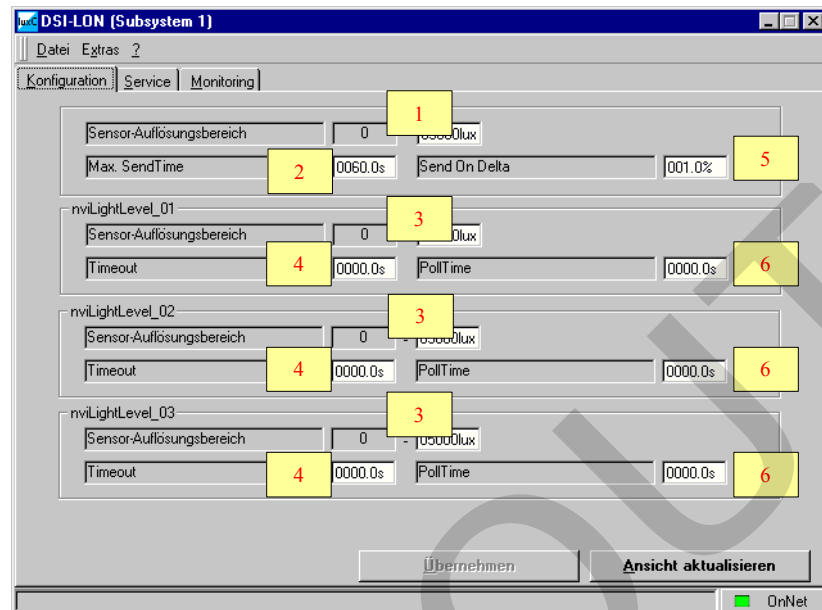 luxC DSI-LON (Subsystem 1)
Datei Extras ?
Konfiguration Service Monitoring
1
Sensor-Auflösungsbereich 0
Max. SendTime 2 0060.0s Send On Delta 001.0% 5
nviLightLevel_01
3
Sensor-Auflösungsbereich 0
Timeout 4 0000.0s PollTime 0000.0s 6
nviLightLevel_02
3
Sensor-Auflösungsbereich 0 -
Timeout 4 0000.0s PollTime 0000.0s 6
nviLightLevel_03
3
Sensor-Auflösungsbereich 0 - 05000lux
Timeout 4 0000.0s PollTime 0000.0s 6
Übernehmen Ansicht aktualisieren
OnNet
OUT